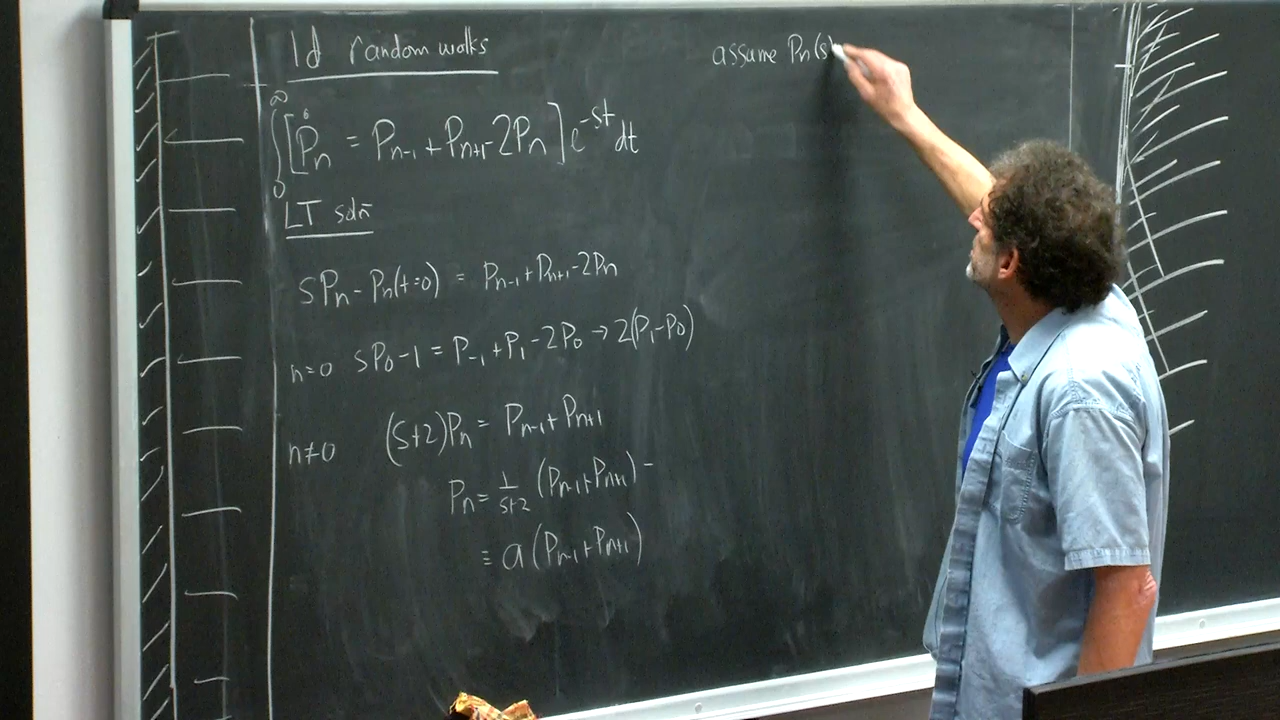 1d random walks
∫₀^∞ [Ṗn = Pn-1 + Pn+1 - 2Pn] e^-st dt
LT soln
sPn - Pn(t=0) = Pn-1 + Pn+1 - 2Pn
n=0 sP0 - 1 = P-1 + P1 - 2P0 → 2(P1 - P0)
n≠0 (s+2)Pn = Pn-1 + Pn+1
Pn = 1/(s+2) (Pn-1 + Pn+1) -
≡ a(Pn-1 + Pn+1)
assume Pn(s)